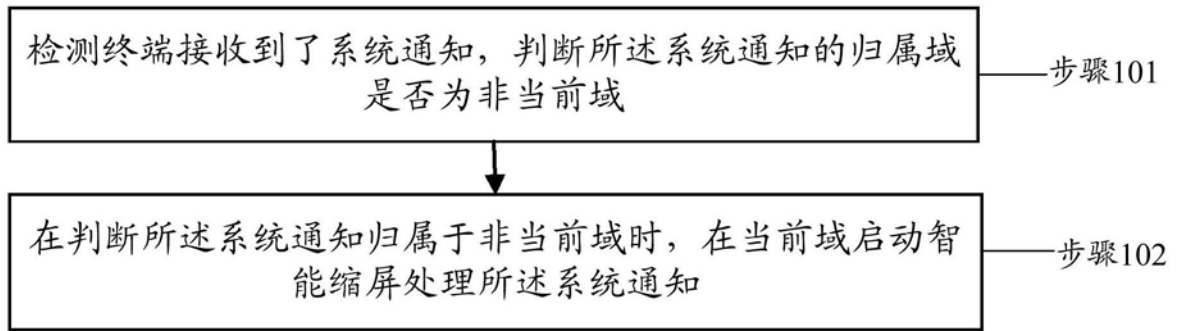 检测终端接收到了系统通知，判断所述系统通知的归属域
是否为非当前域
步骤101
在判断所述系统通知归属于非当前域时，在当前域启动智
能缩屏处理所述系统通知
步骤102